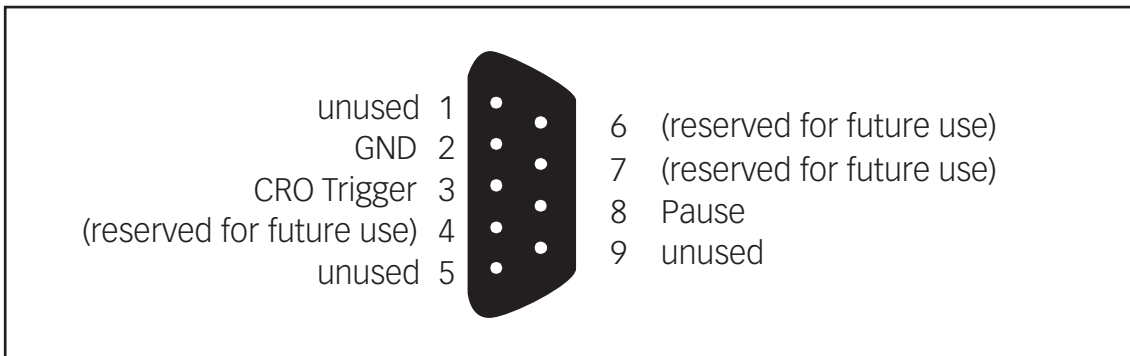 unused 1
GND 2
CRO Trigger 3
(reserved for future use) 4
unused 5
6 (reserved for future use)
7 (reserved for future use)
8 Pause
9 unused